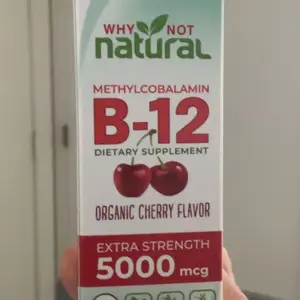 WHY NOT
natural
METHYLCOBALAMIN
B-12
DIETARY SUPPLEMENT
ORGANIC CHERRY FLAVOR
EXTRA STRENGTH
5000 mcg